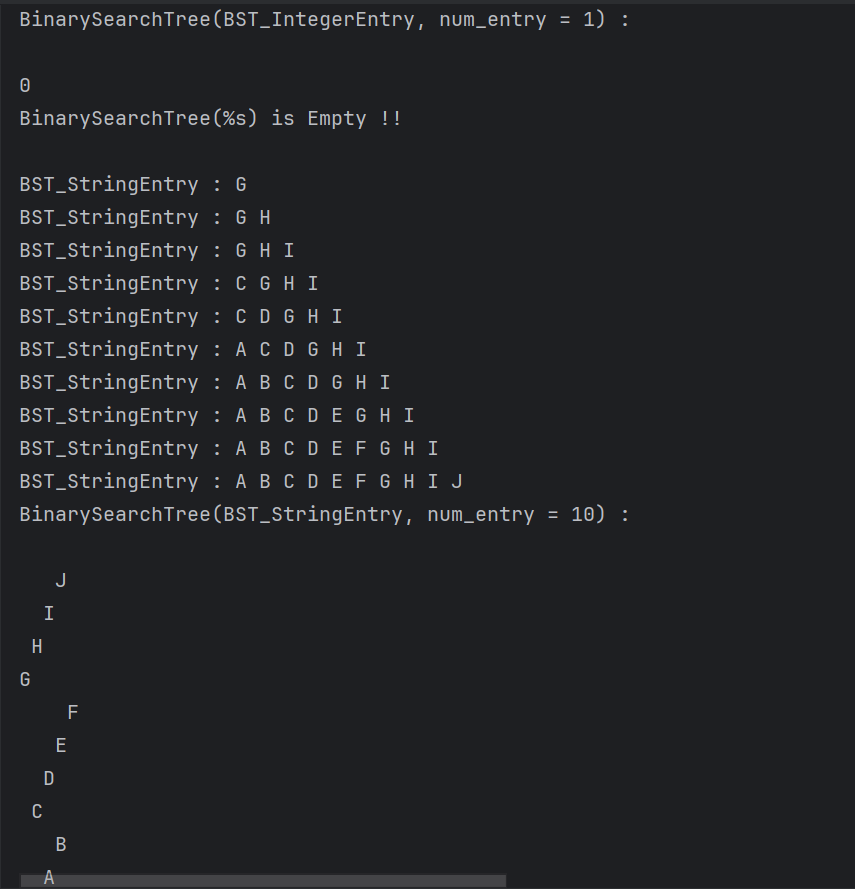 BinarySearchTree(BST_IntegerEntry, num_entry = 1) :
0
BinarySearchTree(%s) is Empty !!
BST_StringEntry : G
BST_StringEntry : G H
BST_StringEntry : G H I
BST_StringEntry : C G H I
BST_StringEntry : C D G H I
BST_StringEntry : A C D G H I
BST_StringEntry : A B C D G H I
BST_StringEntry : A B C D E G H I
BST_StringEntry : A B C D E F G H I
BST_StringEntry : A B C D E F G H I J
BinarySearchTree(BST_StringEntry, num_entry = 10) :
   J
  I
 H
G
    F
   E
  D
 C
   B
  A